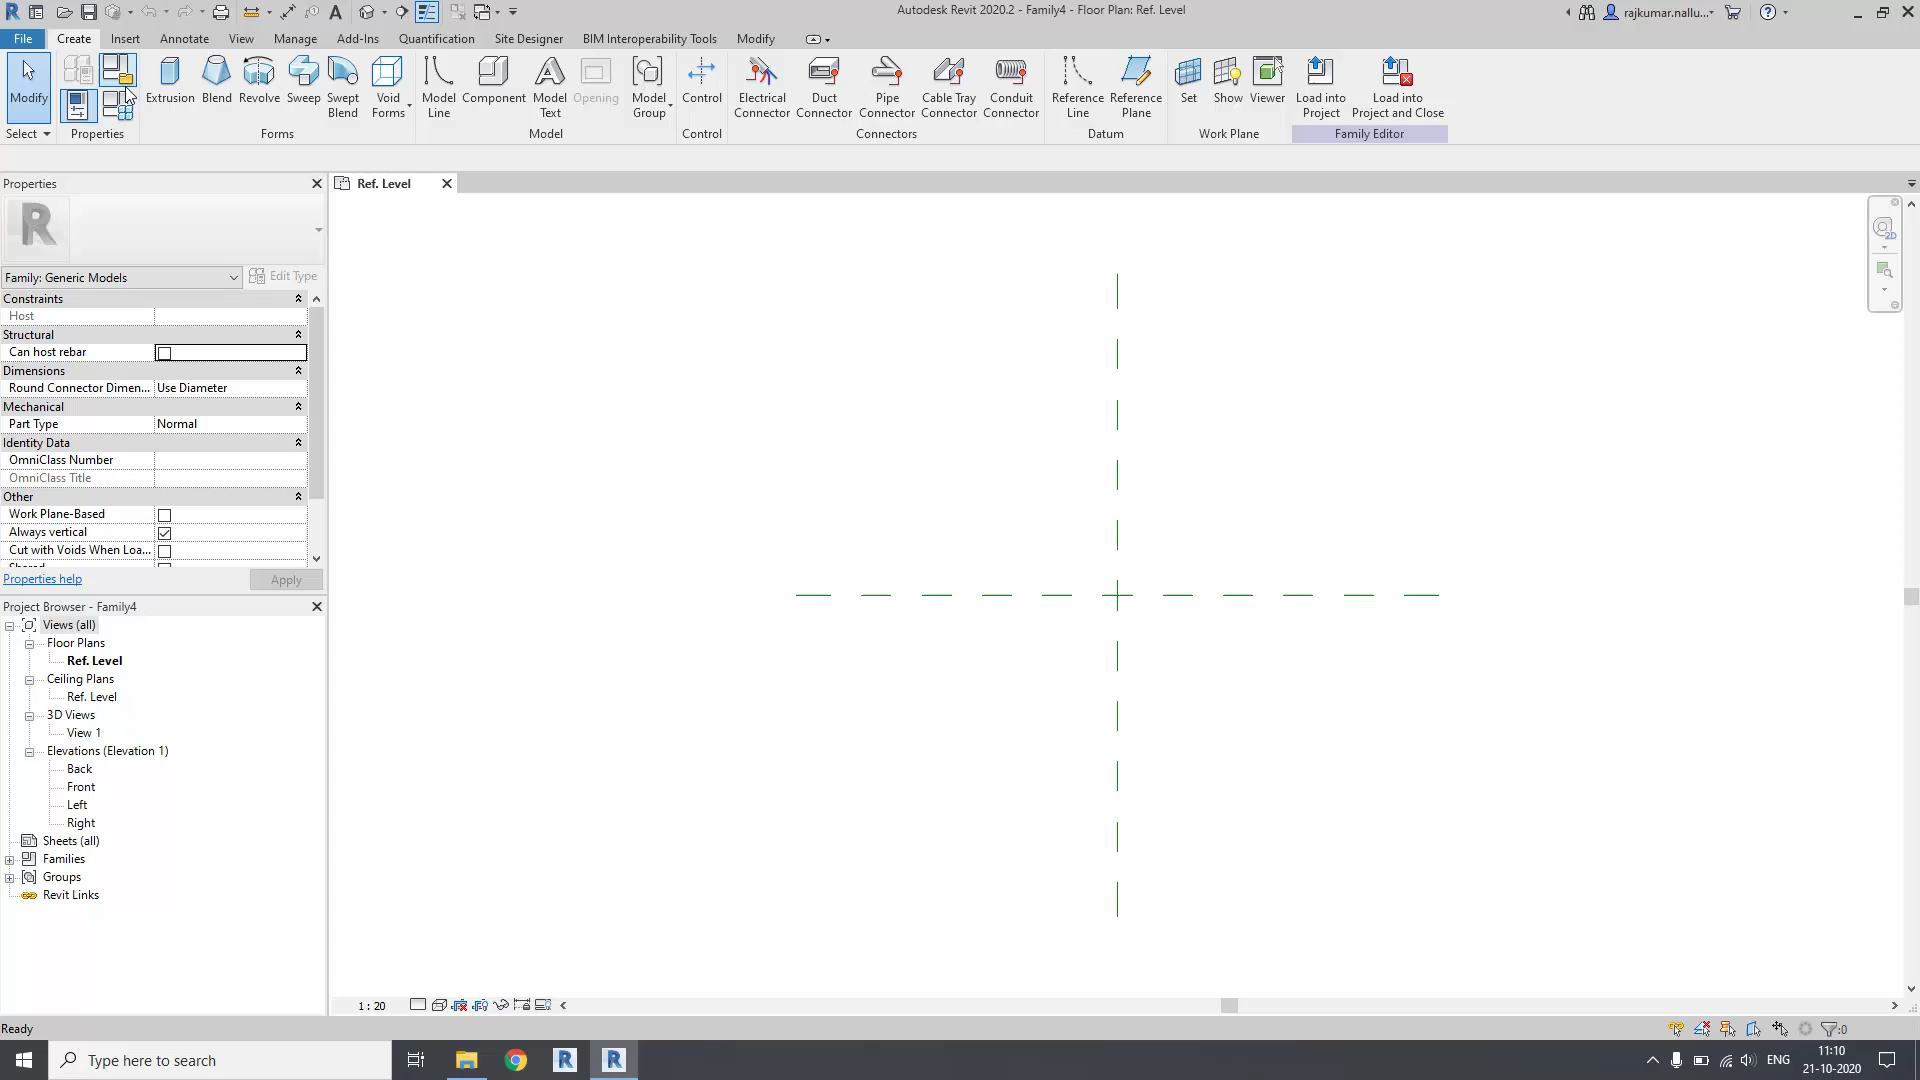 Autodesk Revit 2020.2 - Family4 - Floor Plan: Ref. Level
rajkumar.nallu...
File Create Insert Annotate View Manage Add-Ins Quantification Site Designer BIM Interoperability Tools Modify
Modify
Extrusion
Blend
Revolve
Sweep
Swept
Blend
Void
Forms
Model
Line
Component
Model
Text
Opening
Model
Group
Control
Electrical
Connector
Duct
Connector
Pipe
Connector
Cable Tray
Connector
Conduit
Connector
Reference
Line
Reference
Plane
Set
Show
Viewer
Load into
Project
Load into
Project and Close
Select Properties Forms Model Control Connectors Datum Work Plane Family Editor
Properties
Ref. Level
R
2D
Family: Generic Models
Edit Type
Constraints
Host
Structural
Can host rebar
Dimensions
Round Connector Dimen... Use Diameter
Mechanical
Part Type Normal
Identity Data
OmniClass Number
OmniClass Title
Other
Work Plane-Based
Always vertical
Cut with Voids When Loa...
Shared
Properties help Apply
Project Browser - Family4
Views (all)
Floor Plans
Ref. Level
Ceiling Plans
Ref. Level
3D Views
View 1
Elevations (Elevation 1)
Back
Front
Left
Right
Sheets (all)
Families
Groups
Revit Links
1 : 20
Ready
:0
Type here to search
ENG
11:10
21-10-2020